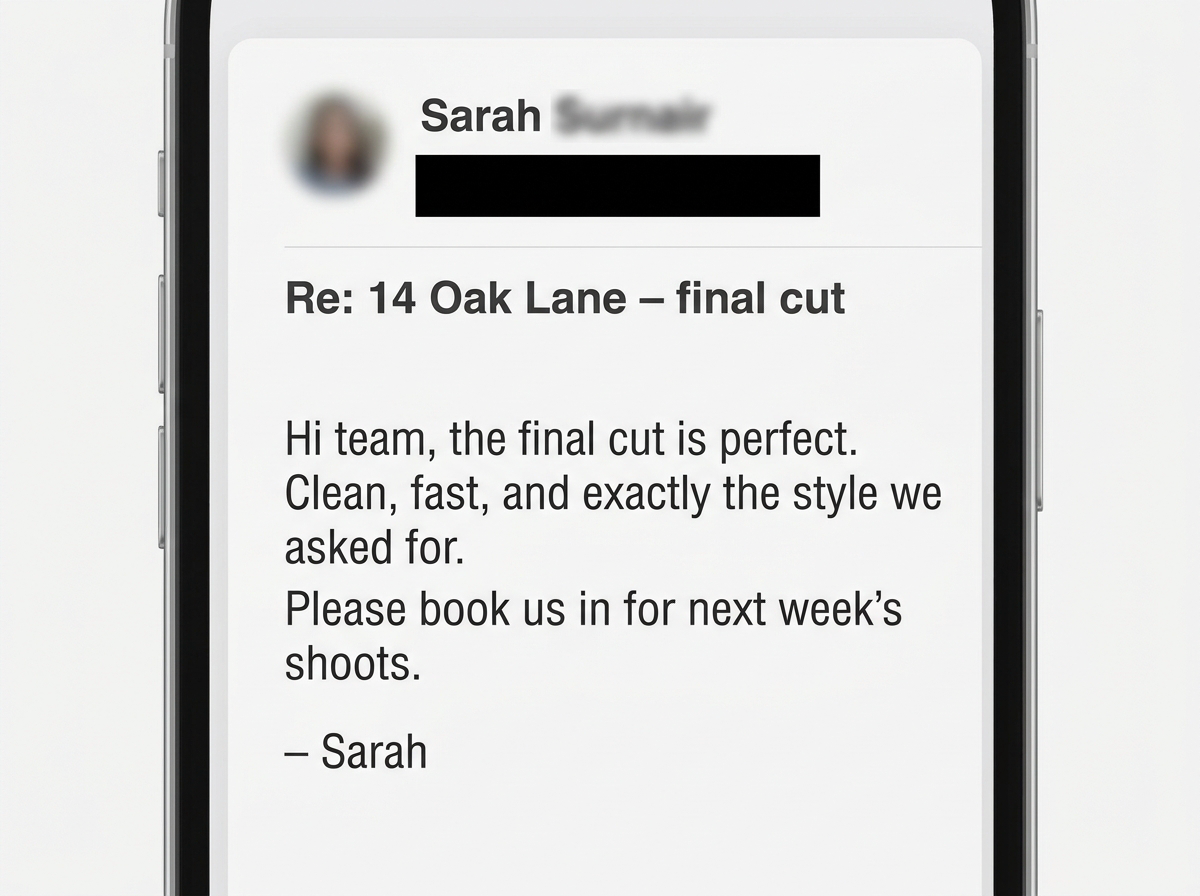 Sarah
Re: 14 Oak Lane – final cut
Hi team, the final cut is perfect.
Clean, fast, and exactly the style we
asked for.
Please book us in for next week’s
shoots.
– Sarah